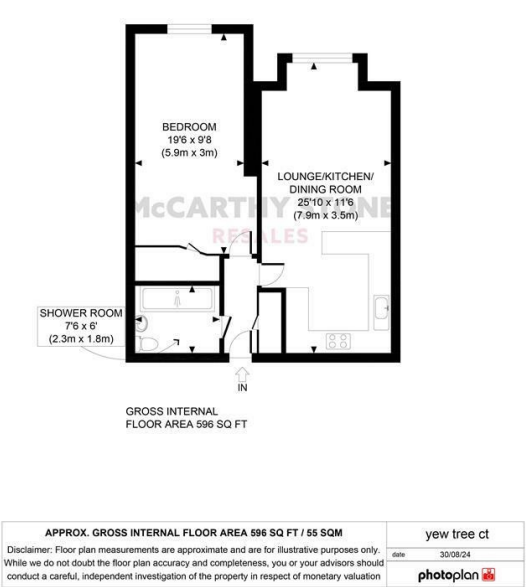 BEDROOM
19'6 x 9'8
(5.9m x 3m)
LOUNGE/KITCHEN/
DINING ROOM
25'10 x 11'6
(7.9m x 3.5m)
McCARTHY STONE
RESALES
SHOWER ROOM
7'6 x 6'
(2.3m x 1.8m)
IN
GROSS INTERNAL
FLOOR AREA 596 SQ FT
APPROX. GROSS INTERNAL FLOOR AREA 596 SQ FT / 55 SQM
Disclaimer: Floor plan measurements are approximate and are for illustrative purposes only.
While we do not doubt the floor plan accuracy and completeness, you or your advisors should
conduct a careful, independent investigation of the property in respect of monetary valuation
yew tree ct
date 30/08/24
photoplan